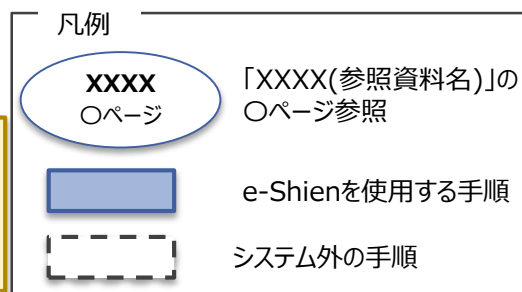 凡例
XXXX
〇ページ
「XXXX(参照資料名)」の
〇ページ参照
e-Shienを使用する手順
システム外の手順